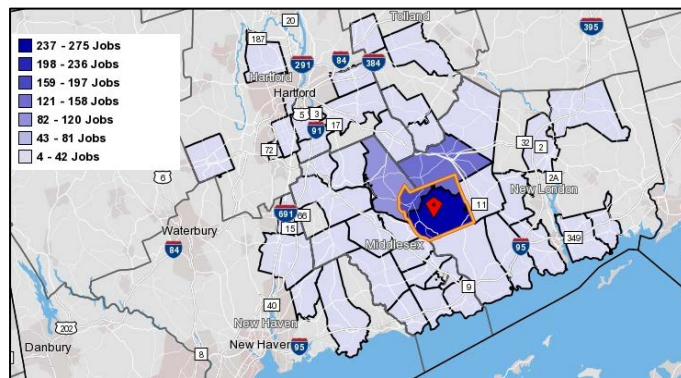 237 - 275 Jobs
198 - 236 Jobs
159 - 197 Jobs
121 - 158 Jobs
82 - 120 Jobs
43 - 81 Jobs
4 - 42 Jobs
20
Tolland
395
187
291
84
384
Hartford
Hartford
5
3
91
17
72
32
2
6
2A
New London
11
691
66
15
Waterbury
84
Middlesex
95
349
9
40
202
New Haven
New Haven
95
8
Danbury